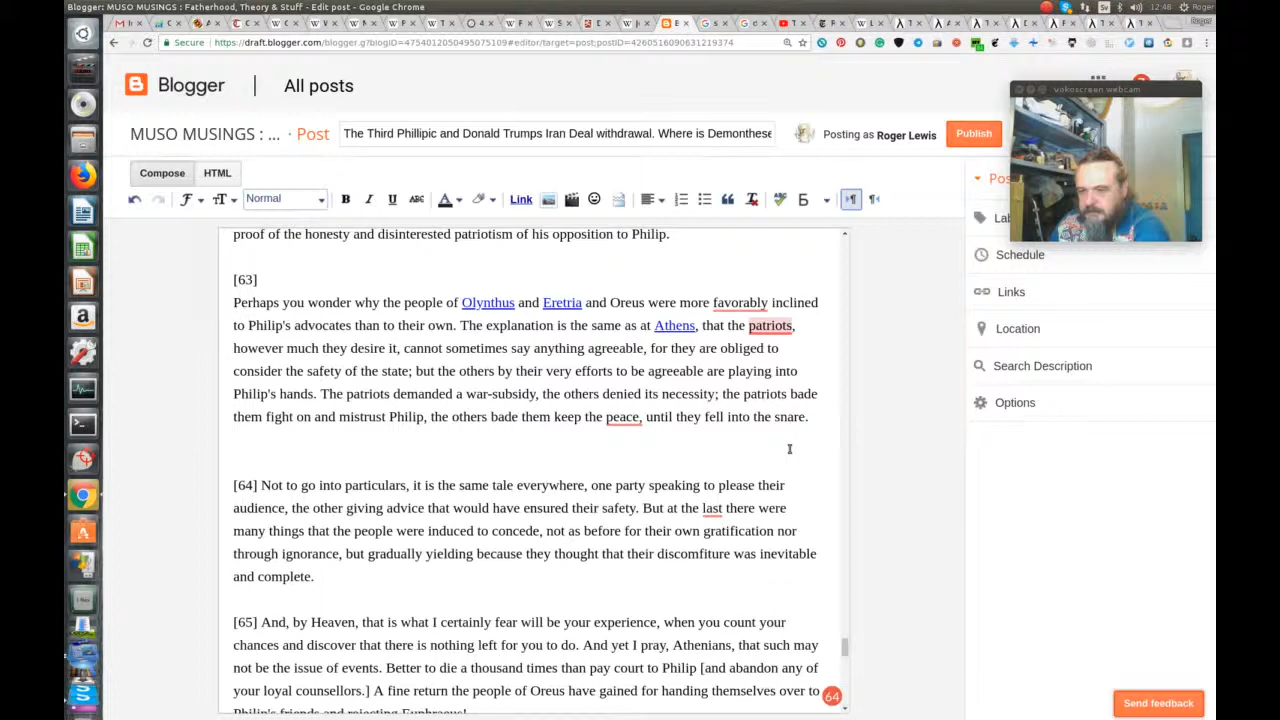 MUSO MUSINGS : Fatherhood, Theory & Stuff - Edit post - Google Chrome
12:46
Roger
Secure
https://draft.blogger.com/blogger.g?blogID=4754012050495075109#editor/target=post;postID=4260516090631219374
Blogger
All posts
vokoscreen webcam
MUSO MUSINGS : ... · Post
The Third Phillipic and Donald Trumps Iran Deal withdrawal. Where is Demonthese
Posting as Roger Lewis
Publish
Compose
HTML
Normal
Link
Schedule
Links
Location
Search Description
Options
proof of the honesty and disinterested patriotism of his opposition to Philip.
[63]
Perhaps you wonder why the people of Olynthus and Eretria and Oreus were more favorably inclined
to Philip's advocates than to their own. The explanation is the same as at Athens, that the patriots,
however much they desire it, cannot sometimes say anything agreeable, for they are obliged to
consider the safety of the state; but the others by their very efforts to be agreeable are playing into
Philip's hands. The patriots demanded a war-subsidy, the others denied its necessity; the patriots bade
them fight on and mistrust Philip, the others bade them keep the peace, until they fell into the snare.
[64] Not to go into particulars, it is the same tale everywhere, one party speaking to please their
audience, the other giving advice that would have ensured their safety. But at the last there were
many things that the people were induced to concede, not as before for their own gratification nor
through ignorance, but gradually yielding because they thought that their discomfiture was inevitable
and complete.
[65] And, by Heaven, that is what I certainly fear will be your experience, when you count your
chances and discover that there is nothing left for you to do. And yet I pray, Athenians, that such may
not be the issue of events. Better to die a thousand times than pay court to Philip [and abandon any of
your loyal counsellors.] A fine return the people of Oreus have gained for handing themselves over to
Philip's friends and rejecting Euphraeus!
64
Send feedback